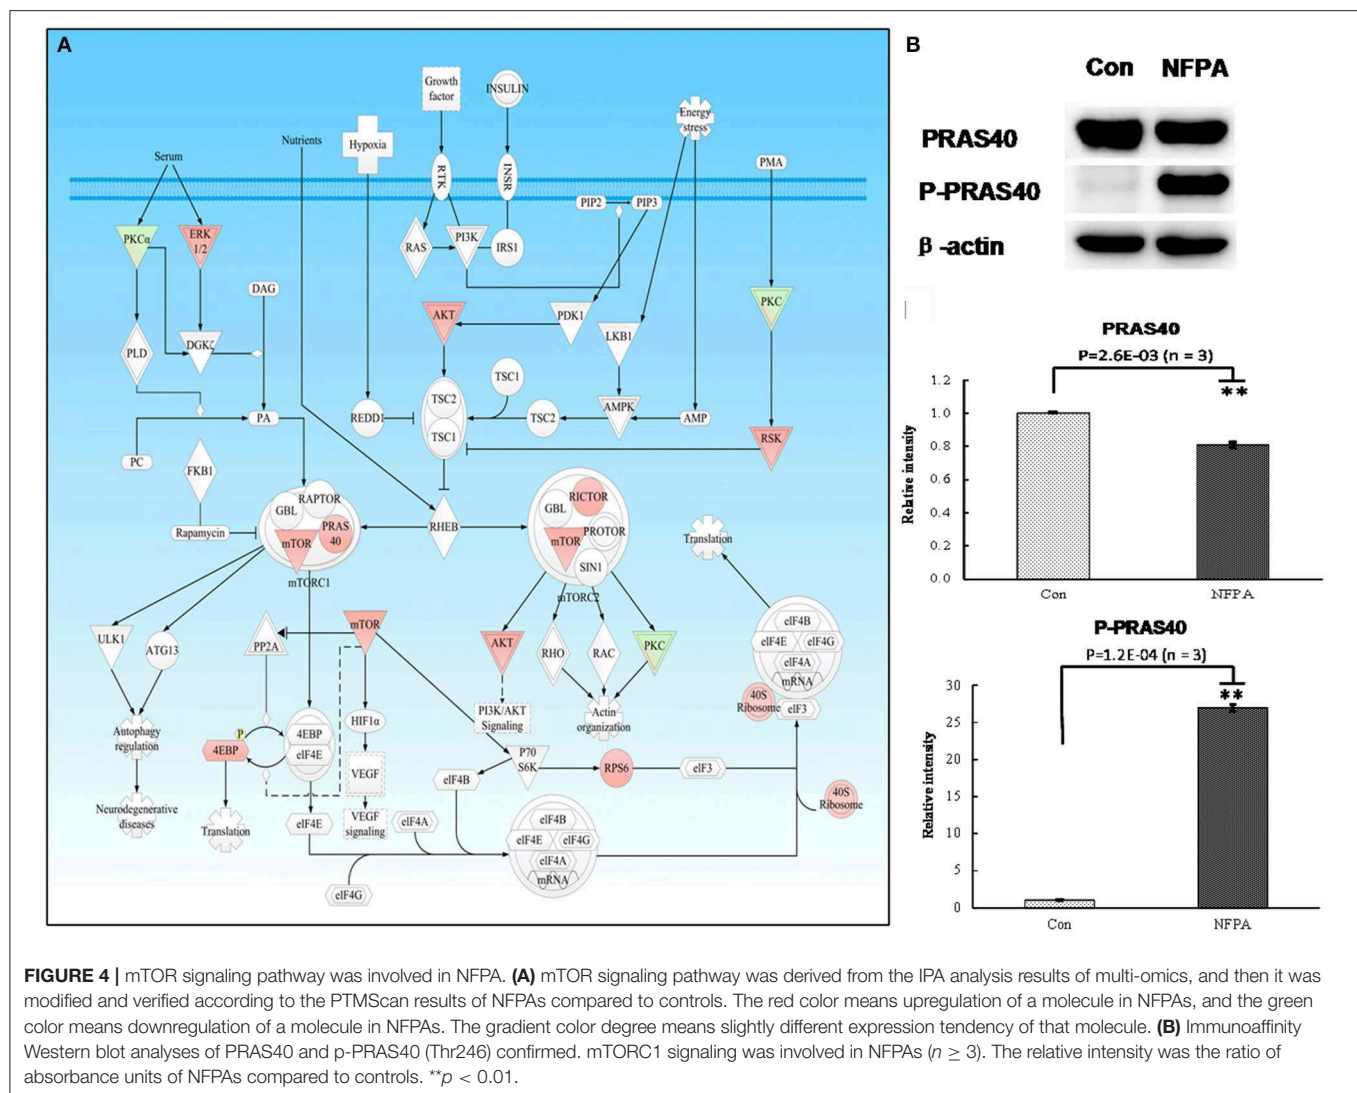 A
Growth
factor
INSULIN
Energy
stress
Nutrients
Hypoxia
Serum
RTK
INSR
PMA
PIP2
PIP3
PKCα
ERK
1/2
RAS
PI3K
IRS1
DAG
AKT
PDK1
PKC
LKB1
PLD
DGKζ
TSC1
TSC2
TSC1
REDD1
TSC2
AMPK
AMP
PA
RSK
PC
FKB1
RAPTOR
GBL
PRAS
40
mTOR
mTORC1
Rapamycin
RHEB
RICTOR
GBL
PROTOR
mTOR
SIN1
mTORC2
Translation
ULK1
ATG13
PP2A
mTOR
AKT
RHO
RAC
PKC
eIF4B
eIF4E
eIF4G
eIF4A
mRNA
40S
Ribosome
eIF3
PI3K/AKT
Signaling
Actin
organization
Autophagy
regulation
P
4EBP
4EBP
eIF4E
HIF1α
P70
S6K
RPS6
eIF3
VEGF
eIF4B
40S
Ribosome
Neurodegenerative
diseases
Translation
eIF4E
VEGF
signaling
eIF4A
eIF4B
eIF4E
eIF4G
eIF4A
mRNA
eIF4G
B
Con NFPA
PRAS40
P-PRAS40
β-actin
PRAS40
P=2.6E-03 (n = 3)
**
1.2
1.0
0.8
0.6
0.4
0.2
0.0
Relative intensity
Con
NFPA
P-PRAS40
P=1.2E-04 (n = 3)
**
30
25
20
15
10
5
0
Relative intensity
Con
NFPA
FIGURE 4 | mTOR signaling pathway was involved in NFPA. (A) mTOR signaling pathway was derived from the IPA analysis results of multi-omics, and then it was
modified and verified according to the PTMScan results of NFPAs compared to controls. The red color means upregulation of a molecule in NFPAs, and the green
color means downregulation of a molecule in NFPAs. The gradient color degree means slightly different expression tendency of that molecule. (B) Immunoaffinity
Western blot analyses of PRAS40 and p-PRAS40 (Thr246) confirmed. mTORC1 signaling was involved in NFPAs (n ≥ 3). The relative intensity was the ratio of
absorbance units of NFPAs compared to controls. **p < 0.01.